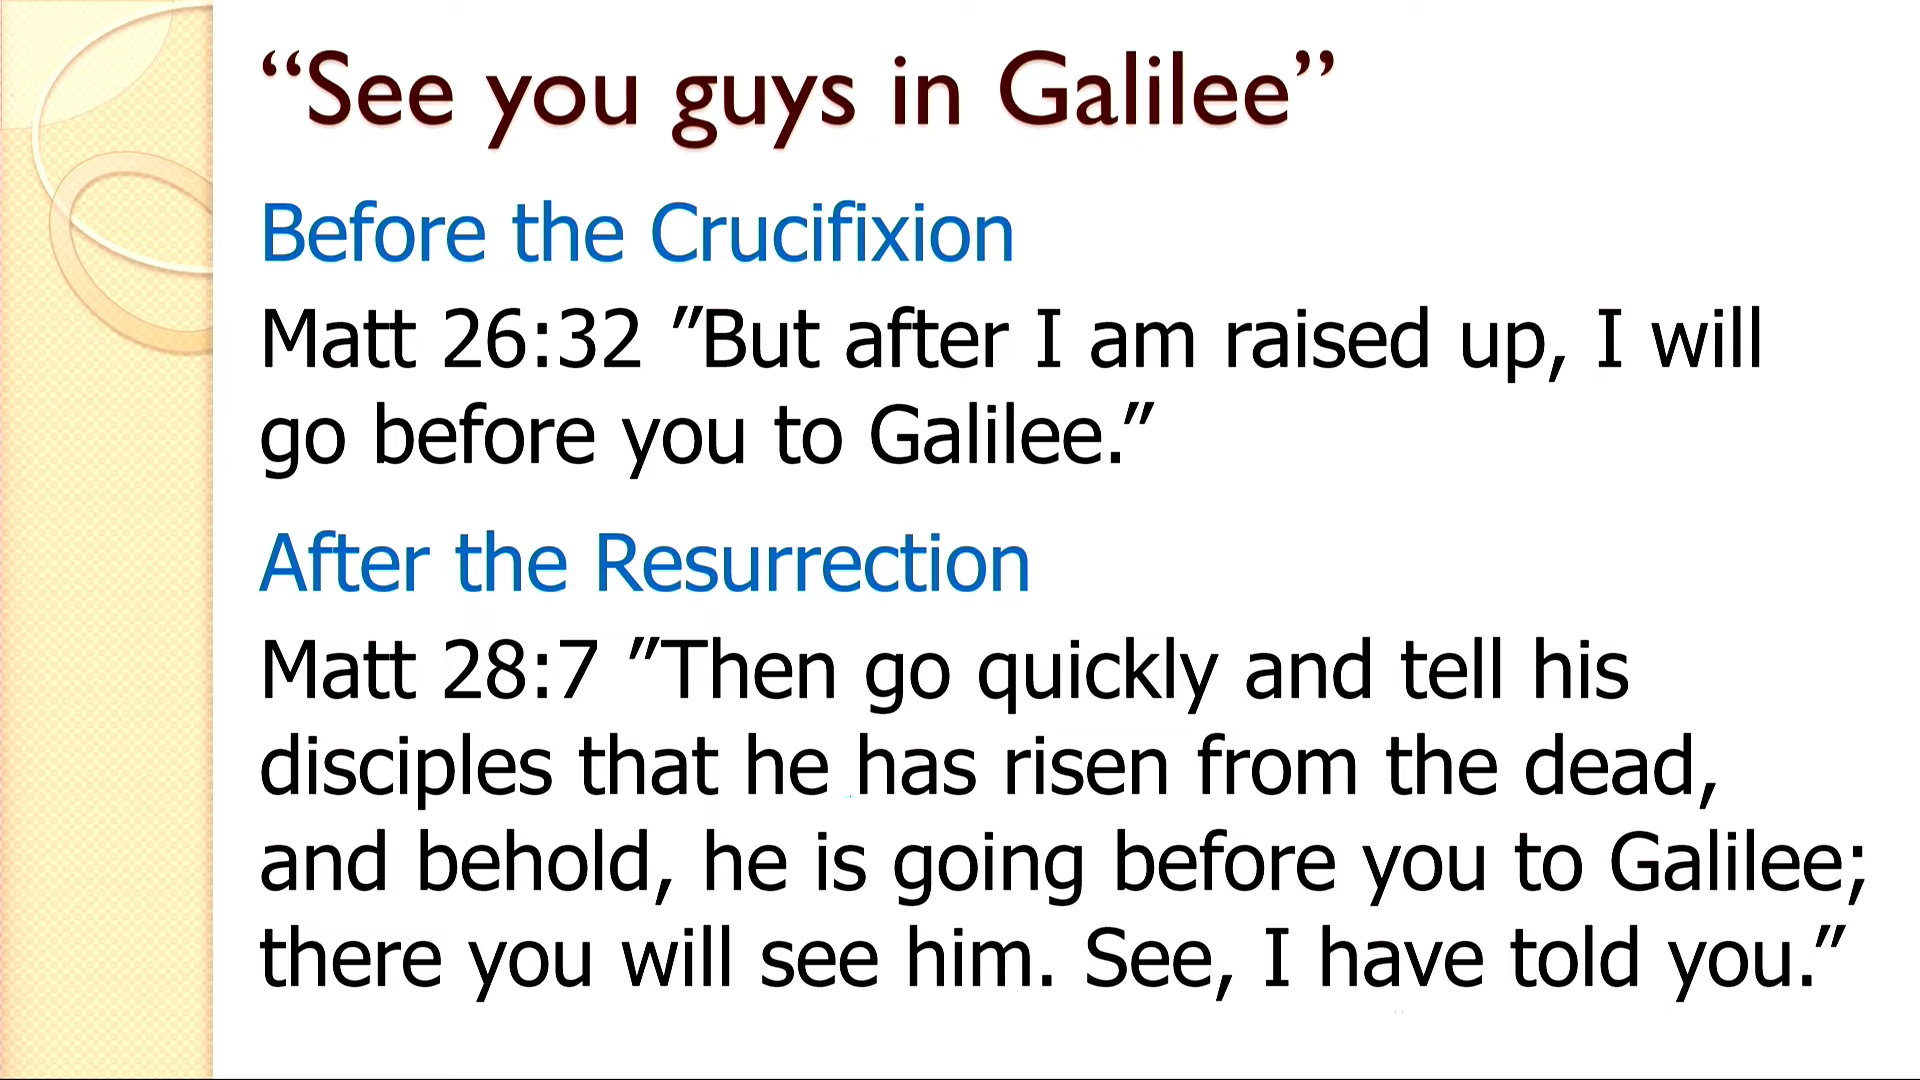 “See you guys in Galilee”
Before the Crucifixion
Matt 26:32 ”But after I am raised up, I will
go before you to Galilee.”
After the Resurrection
Matt 28:7 ”Then go quickly and tell his
disciples that he has risen from the dead,
and behold, he is going before you to Galilee;
there you will see him. See, I have told you.”